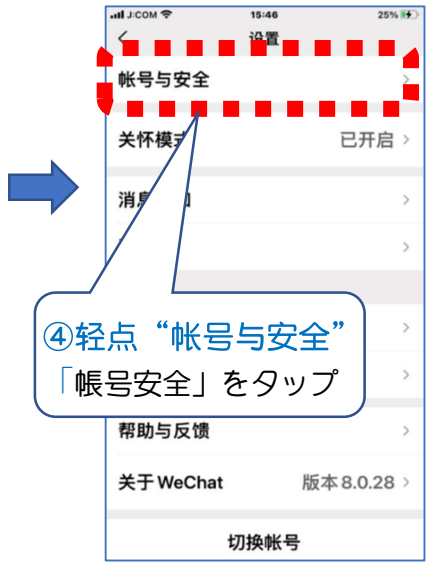 J:COM 15:46 25%
设置
帐号与安全
关怀模式 已开启
④轻点“帐号与安全”
「帳号安全」をタップ
帮助与反馈
关于 WeChat 版本 8.0.28
切换帐号